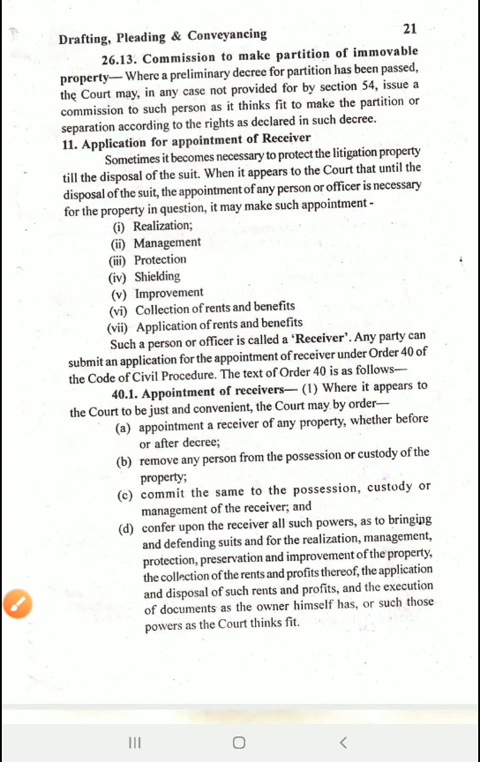 Drafting, Pleading & Conveyancing 21
26.13. Commission to make partition of immovable
property— Where a preliminary decree for partition has been passed,
the Court may, in any case not provided for by section 54, issue a
commission to such person as it thinks fit to make the partition or
separation according to the rights as declared in such decree.
11. Application for appointment of Receiver
Sometimes it becomes necessary to protect the litigation property
till the disposal of the suit. When it appears to the Court that until the
disposal of the suit, the appointment of any person or officer is necessary
for the property in question, it may make such appointment -
(i) Realization;
(ii) Management
(iii) Protection
(iv) Shielding
(v) Improvement
(vi) Collection of rents and benefits
(vii) Application of rents and benefits
Such a person or officer is called a ‘Receiver’. Any party can
submit an application for the appointment of receiver under Order 40 of
the Code of Civil Procedure. The text of Order 40 is as follows—
40.1. Appointment of receivers— (1) Where it appears to
the Court to be just and convenient, the Court may by order—
(a) appointment a receiver of any property, whether before
or after decree;
(b) remove any person from the possession or custody of the
property;
(c) commit the same to the possession, custody or
management of the receiver; and
(d) confer upon the receiver all such powers, as to bringing
and defending suits and for the realization, management,
protection, preservation and improvement of the property,
the collection of the rents and profits thereof, the application
and disposal of such rents and profits, and the execution
of documents as the owner himself has, or such those
powers as the Court thinks fit.